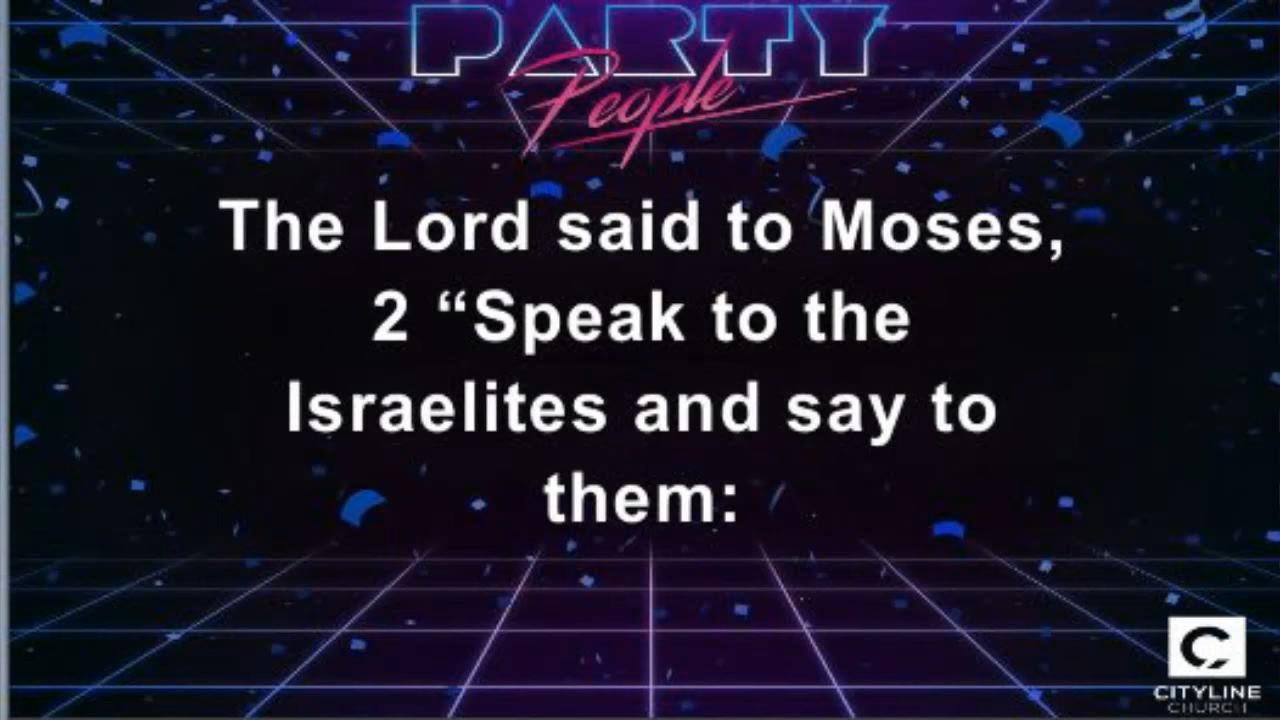 PARTY
People
The Lord said to Moses,
2 “Speak to the
Israelites and say to
them:
CITYLINE
CHURCH